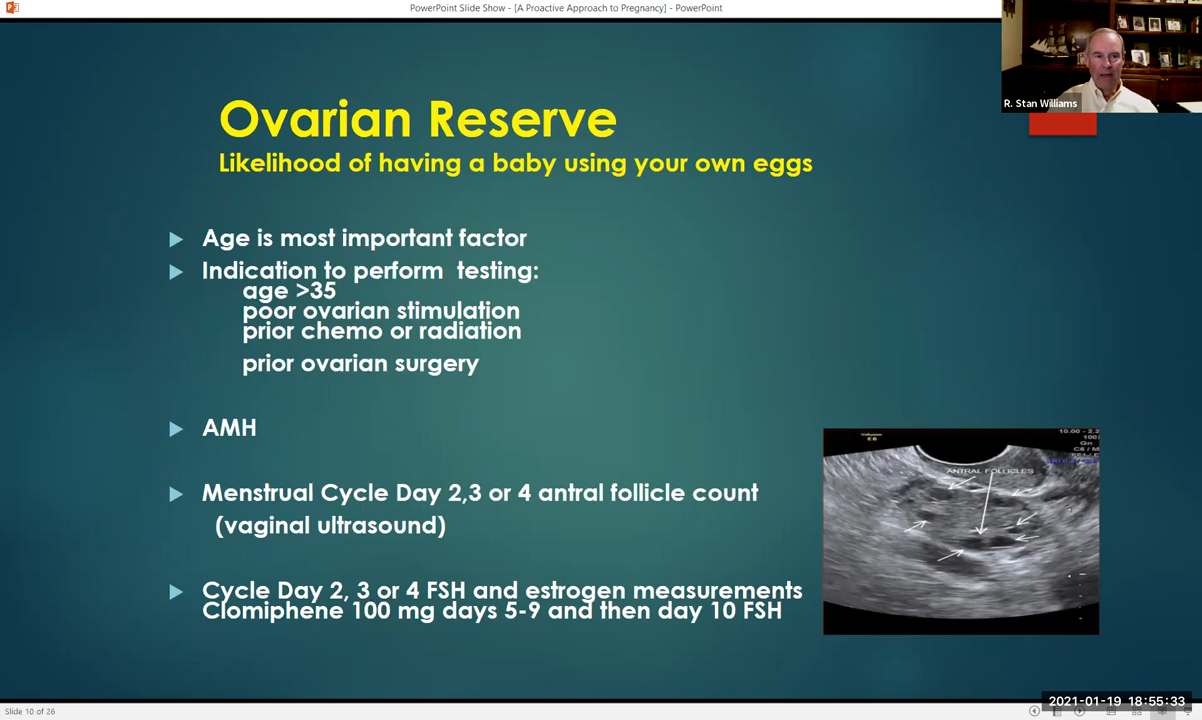 PowerPoint Slide Show - [A Proactive Approach to Pregnancy] - PowerPoint
R. Stan Williams
Ovarian Reserve
Likelihood of having a baby using your own eggs
Age is most important factor
Indication to perform testing:
age >35
poor ovarian stimulation
prior chemo or radiation
prior ovarian surgery
AMH
Menstrual Cycle Day 2,3 or 4 antral follicle count
(vaginal ultrasound)
Cycle Day 2, 3 or 4 FSH and estrogen measurements
Clomiphene 100 mg days 5-9 and then day 10 FSH
Voluson
E6
ANTRAL FOLLICLES
2021-01-19 18:55:33
Slide 10 of 26